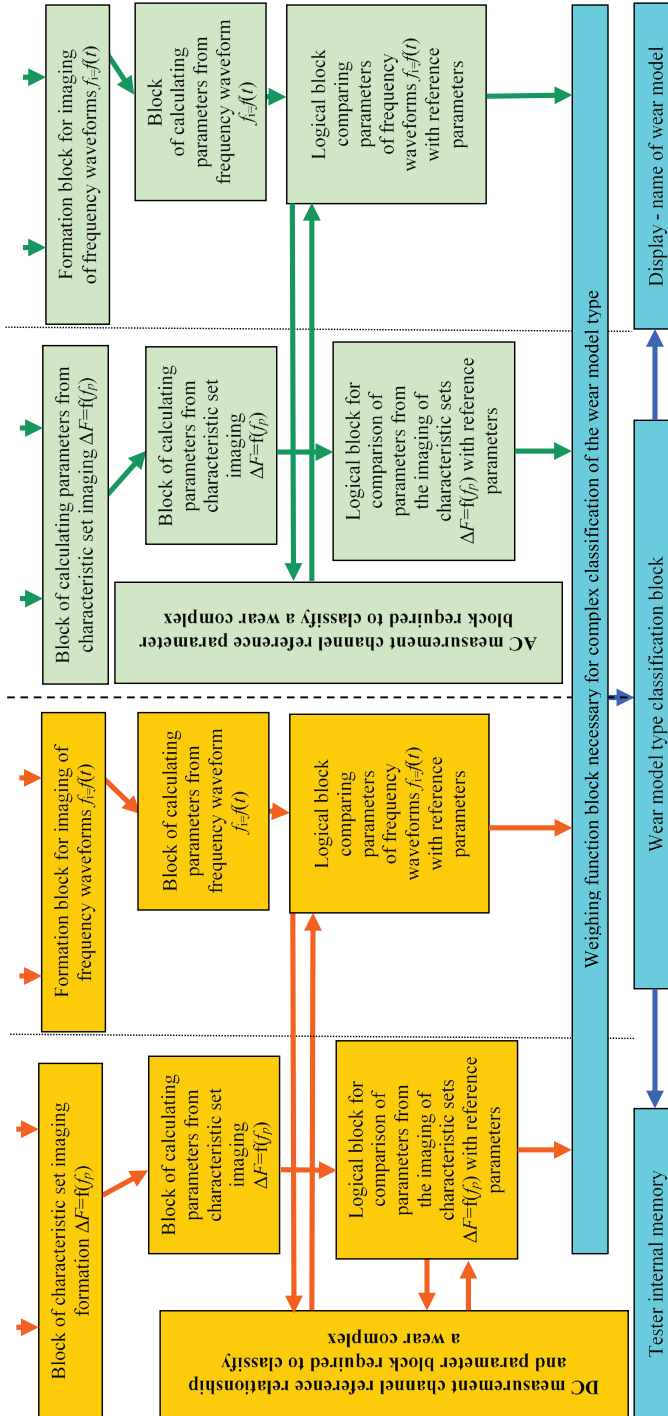 Block of characteristic set imaging
formation ΔF=f(fp)
Formation block for imaging of
frequency waveforms fi=f(t)
Block of calculating parameters from
characteristic set imaging ΔF=f(fp)
Formation block for imaging
of frequency waveforms fi=f(t)
Block of calculating
parameters from
characteristic set
imaging
ΔF=f(fp)
Block of calculating
parameters from
frequency waveform
fi=f(t)
Block of calculating
parameters from
characteristic set
imaging
ΔF=f(fp)
Block
of calculating
parameters from
frequency waveform
fi=f(t)
DC measurement channel reference relationship
and parameter block required to classify
a wear complex
Logical block for
comparison of
parameters from
the imaging of
characteristic sets
ΔF=f(fp) with reference
parameters
Logical block
comparing
parameters
of frequency
waveforms fi=f(t)
with reference
parameters
AC measurement channel reference parameter
block required to classify a wear complex
Logical block for
comparison of
parameters from
the imaging of
characteristic sets
ΔF=f(fp) with reference
parameters
Logical block
comparing
parameters
of frequency
waveforms fi=f(t)
with reference
parameters
Weighing function block necessary for complex classification of the wear model type
Tester internal memory
Wear model type classification block
Display - name of wear model